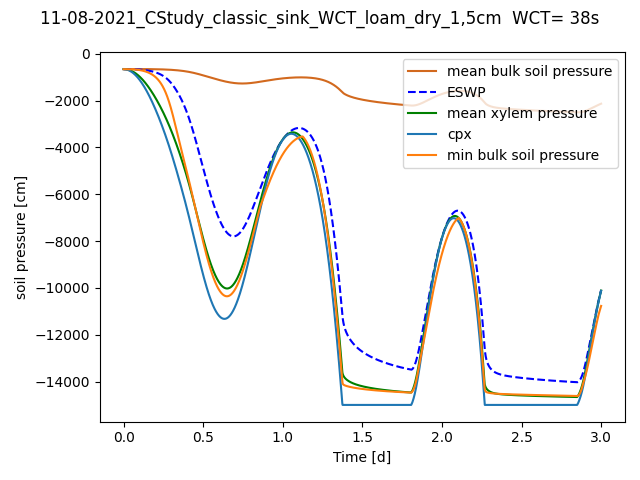 11-08-2021_CStudy_classic_sink_WCT_loam_dry_1,5cm  WCT= 38s
mean bulk soil pressure
ESWP
mean xylem pressure
cpx
min bulk soil pressure
soil pressure [cm]
0
−2000
−4000
−6000
−8000
−10000
−12000
−14000
0.0 0.5 1.0 1.5 2.0 2.5 3.0
Time [d]